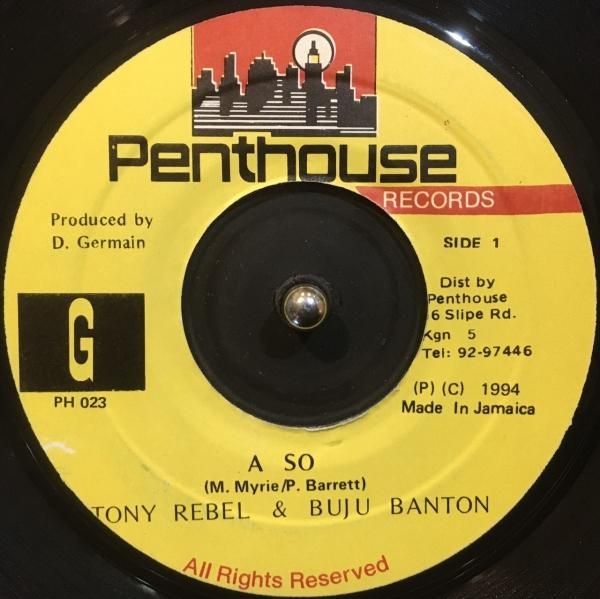 Penthouse
RECORDS
Produced by
D. Germain
SIDE 1
Dist by
Penthouse
6 Slipe Rd.
Kgn 5
Tel: 92-97446
G
PH 023
(P) (C) 1994
Made In Jamaica
A SO
(M. Myrie/P. Barrett)
TONY REBEL & BUJU BANTON
All Rights Reserved